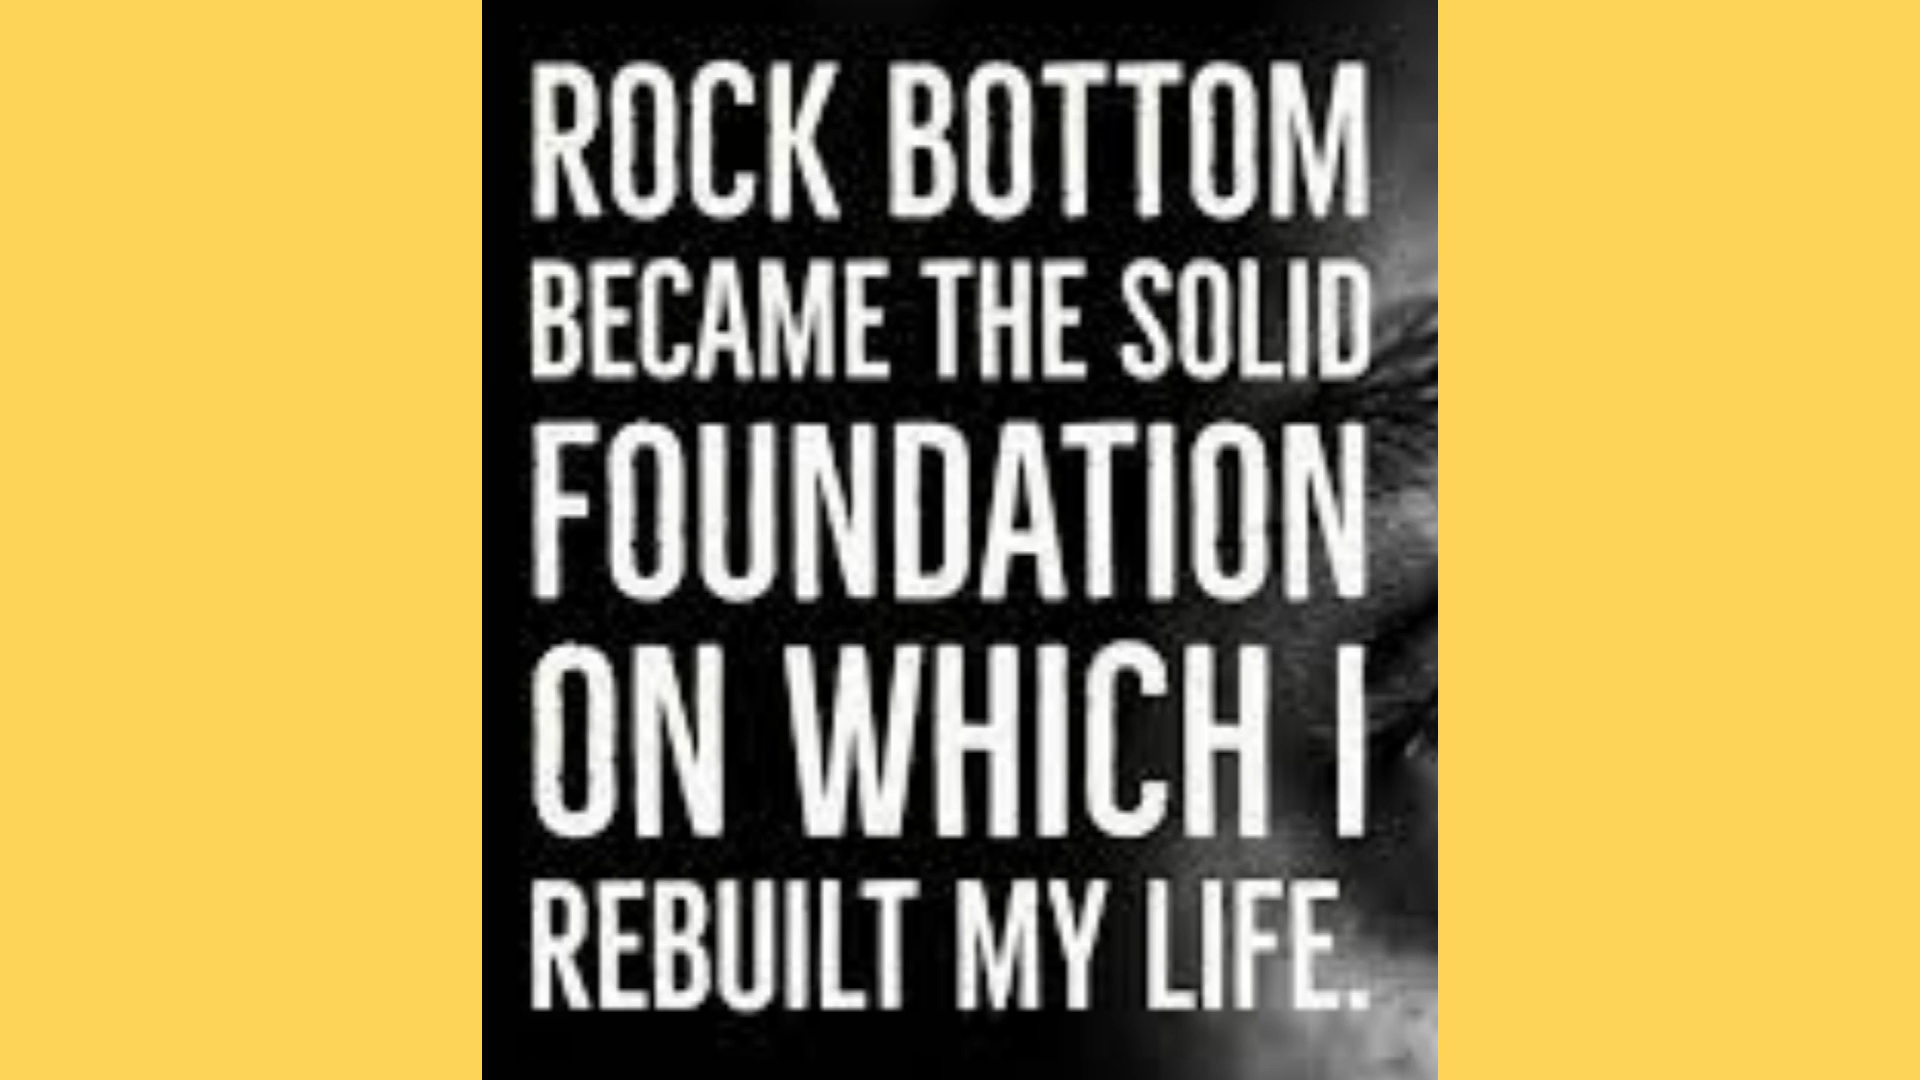 ROCK BOTTOM
BECAME THE SOLID
FOUNDATION
ON WHICH I
REBUILT MY LIFE.